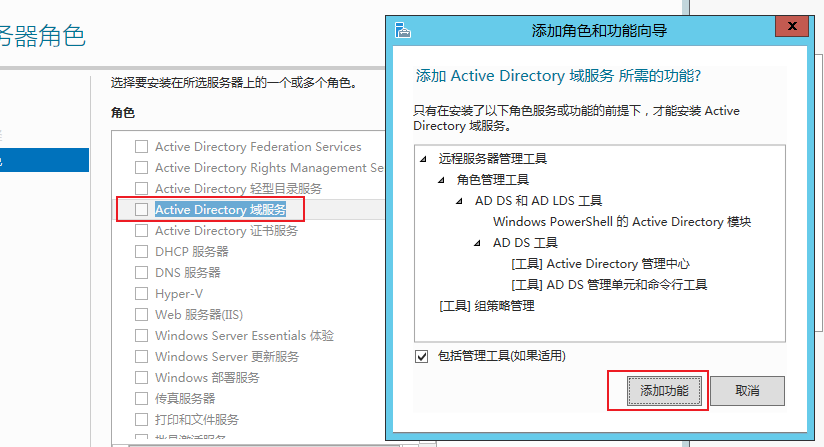 务器角色
选择要安装在所选服务器上的一个或多个角色。
角色
Active Directory Federation Services
Active Directory Rights Management Se
Active Directory 轻型目录服务
Active Directory 域服务
Active Directory 证书服务
DHCP 服务器
DNS 服务器
Hyper-V
Web 服务器(IIS)
Windows Server Essentials 体验
Windows Server 更新服务
Windows 部署服务
传真服务器
打印和文件服务
批量激活服务
添加角色和功能向导
添加 Active Directory 域服务 所需的功能?
只有在安装了以下角色服务或功能的前提下，才能安装 Active
Directory 域服务。
远程服务器管理工具
角色管理工具
AD DS 和 AD LDS 工具
Windows PowerShell 的 Active Directory 模块
AD DS 工具
[工具] Active Directory 管理中心
[工具] AD DS 管理单元和命令行工具
[工具] 组策略管理
包括管理工具(如果适用)
添加功能
取消